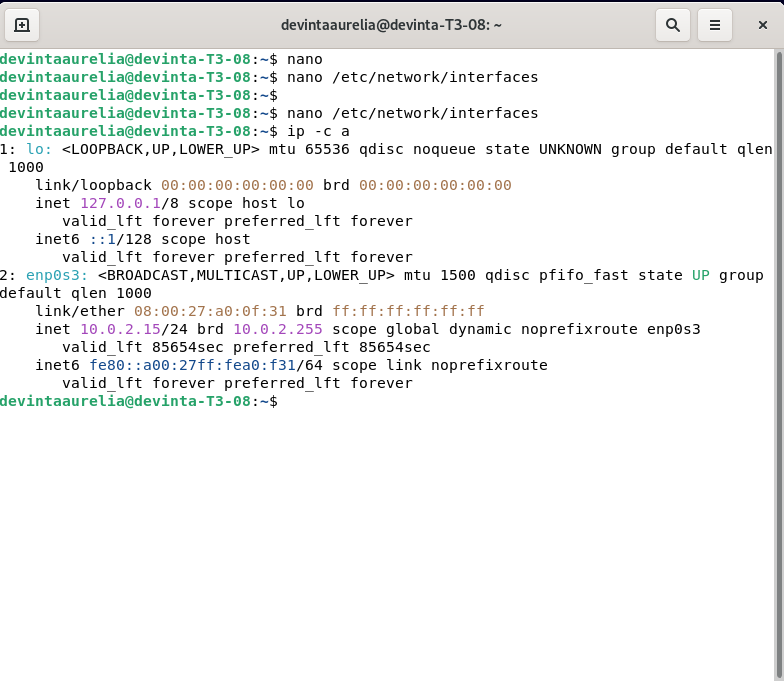 devintaaurelia@devinta-T3-08: ~
devintaaurelia@devinta-T3-08:~$ nano
devintaaurelia@devinta-T3-08:~$ nano /etc/network/interfaces
devintaaurelia@devinta-T3-08:~$
devintaaurelia@devinta-T3-08:~$ nano /etc/network/interfaces
devintaaurelia@devinta-T3-08:~$ ip -c a
1: lo: <LOOPBACK,UP,LOWER_UP> mtu 65536 qdisc noqueue state UNKNOWN group default qlen
 1000
    link/loopback 00:00:00:00:00:00 brd 00:00:00:00:00:00
    inet 127.0.0.1/8 scope host lo
       valid_lft forever preferred_lft forever
    inet6 ::1/128 scope host
       valid_lft forever preferred_lft forever
2: enp0s3: <BROADCAST,MULTICAST,UP,LOWER_UP> mtu 1500 qdisc pfifo_fast state UP group
default qlen 1000
    link/ether 08:00:27:a0:0f:31 brd ff:ff:ff:ff:ff:ff
    inet 10.0.2.15/24 brd 10.0.2.255 scope global dynamic noprefixroute enp0s3
       valid_lft 85654sec preferred_lft 85654sec
    inet6 fe80::a00:27ff:fea0:f31/64 scope link noprefixroute
       valid_lft forever preferred_lft forever
devintaaurelia@devinta-T3-08:~$